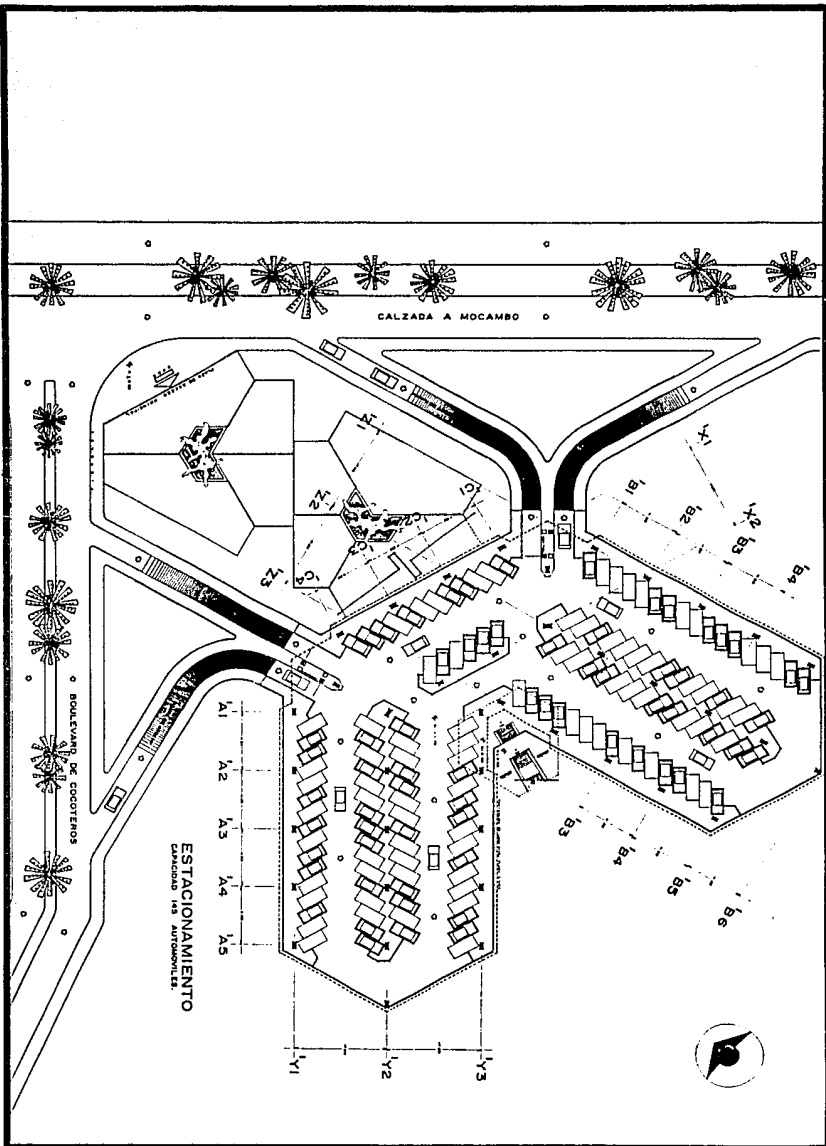 CALZADA A MOCAMBO
BOULEVARD DE COCOTEROS
ESTACIONAMIENTO
CAPACIDAD 145 AUTOMOVILES.
'X1
'X2
'B1
'B2
'B3
'B4
C1
C2
C3
'C4
'Z
'Z2
'Z3
'A1
'A2
'A3
'A4
'A5
'B3
'B4
'B5
'B6
'Y1
'Y2
'Y3